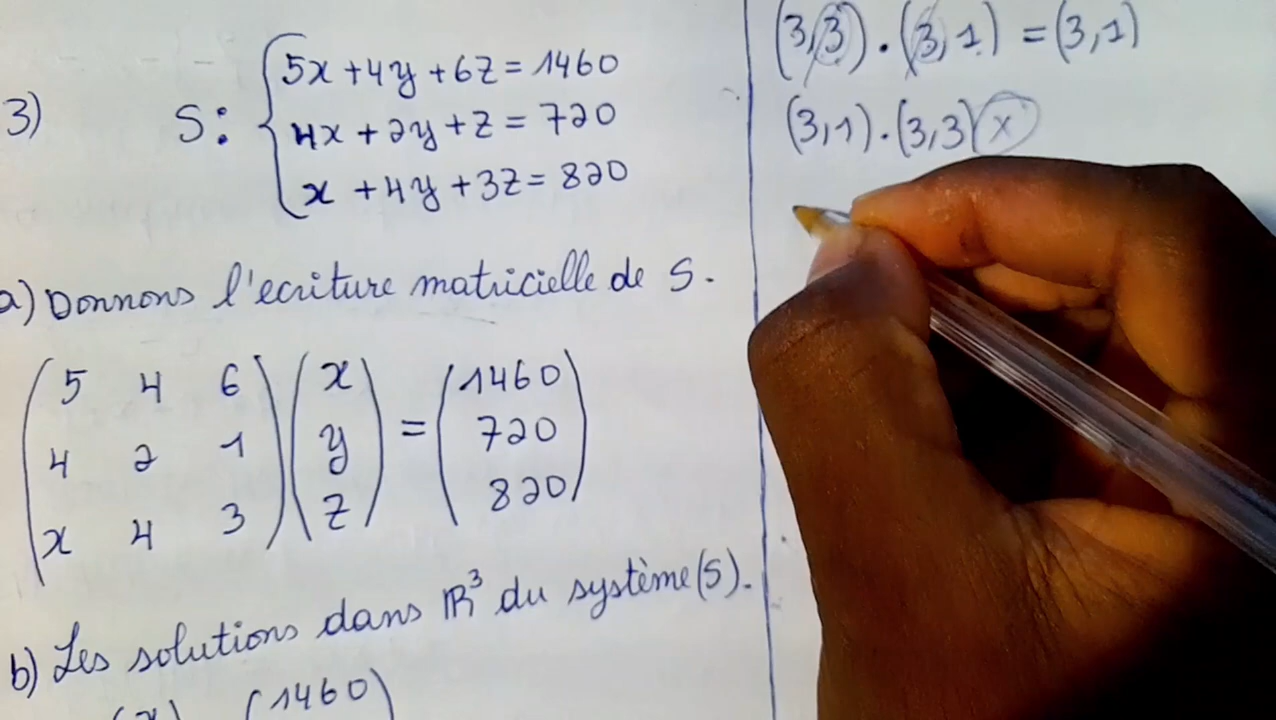 3) S: { 5x + 4y + 6z = 1460
4x + 2y + z = 720
x + 4y + 3z = 820
a) Donnons l'ecriture matricielle de S.
( 5 4 6 ) ( x ) = ( 1460 )
( 4 2 1 ) ( y ) ( 720 )
( x 4 3 ) ( z ) ( 820 )
b) Les solutions dans ℝ³ du système (S).
(x) (1460)
(3,3) . (3,1) = (3,1)
(3,1) . (3,3) x